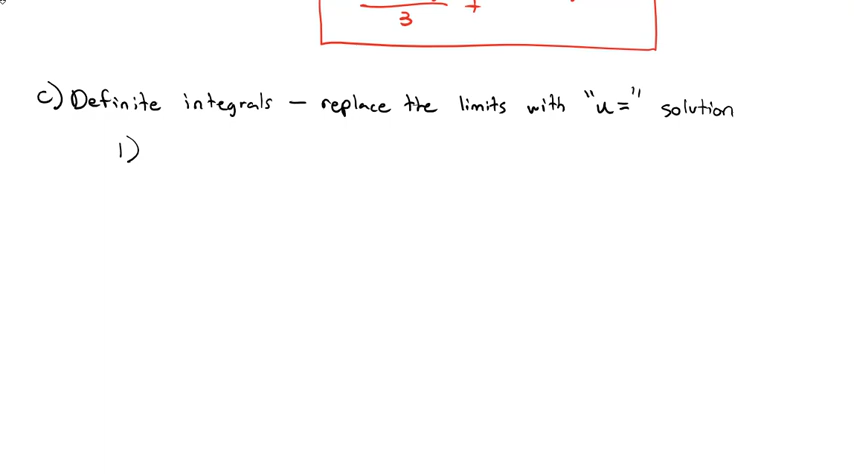 3 +
c) Definite integrals – replace the limits with "u=" solution
1)